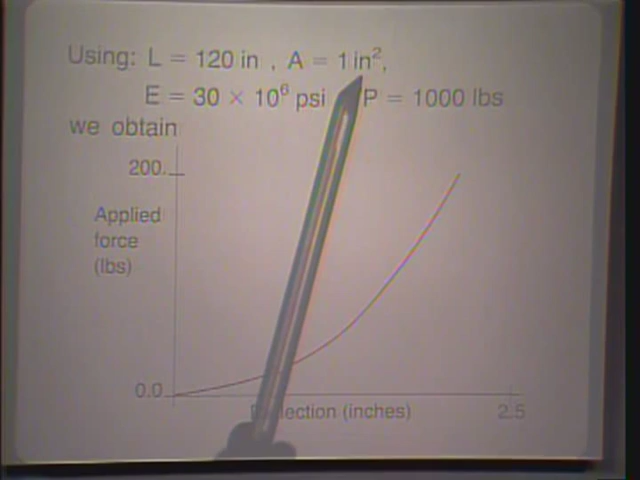 Using: L = 120 in , A = 1 in²,
E = 30 × 10⁶ psi P = 1000 lbs
we obtain
200.
Applied
force
(lbs)
0.0
(inches)
2.5